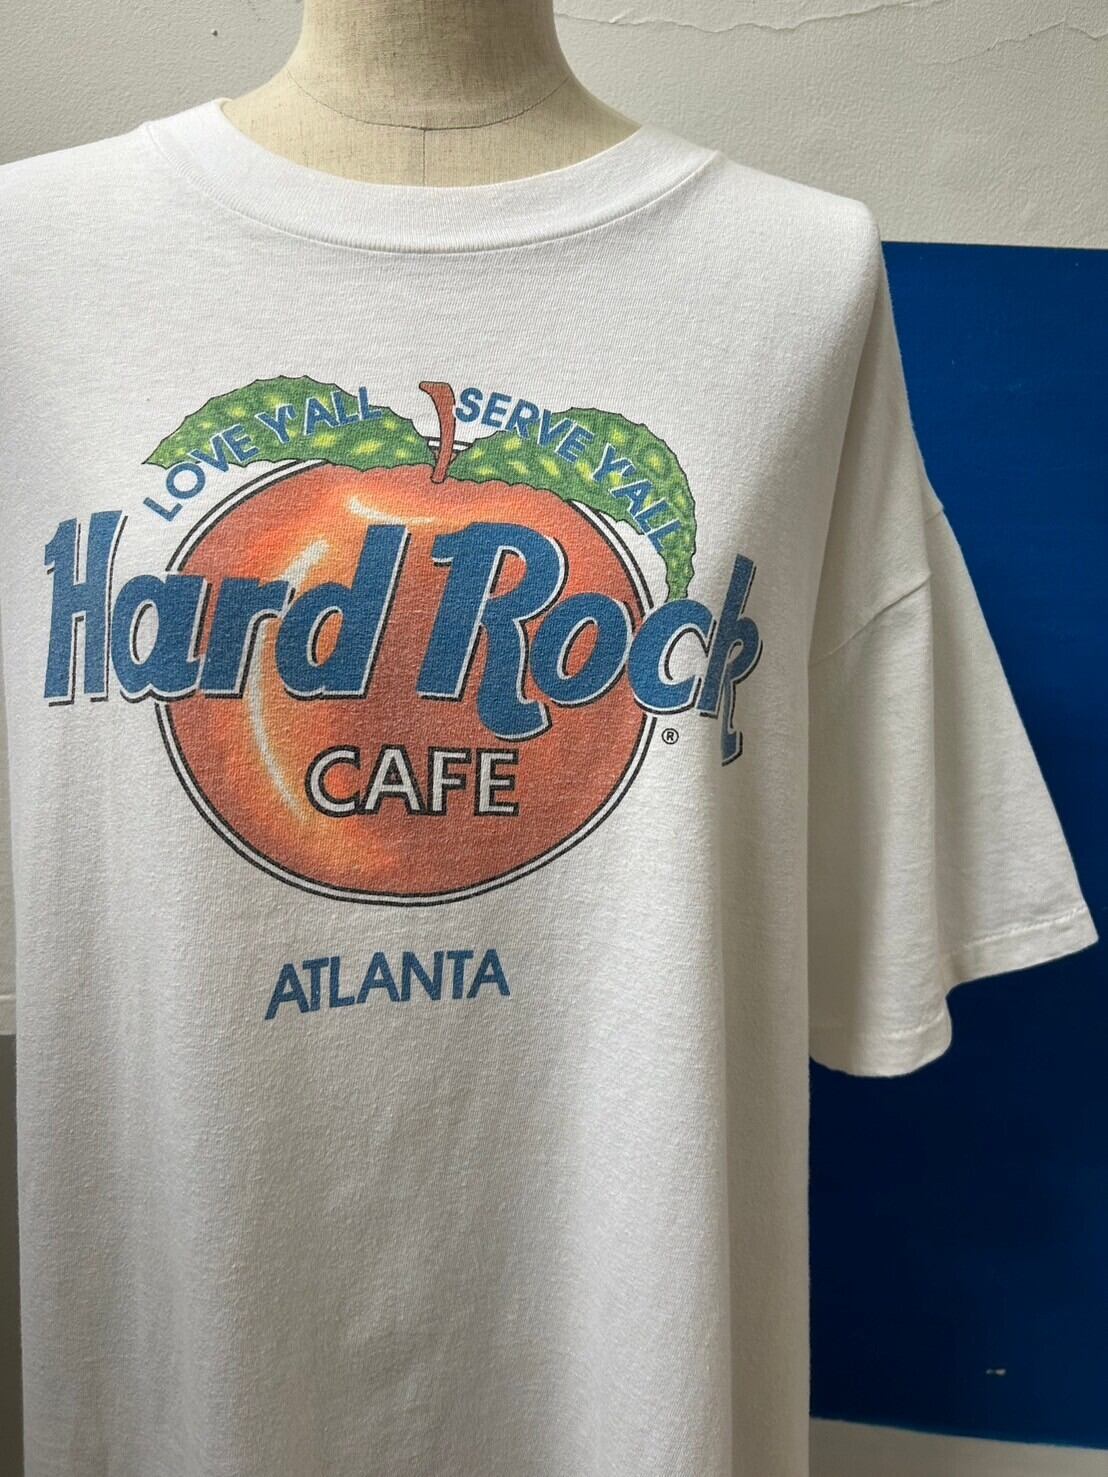 LOVE Y'ALL SERVE Y'ALL
Hard Rock
®
CAFE
ATLANTA